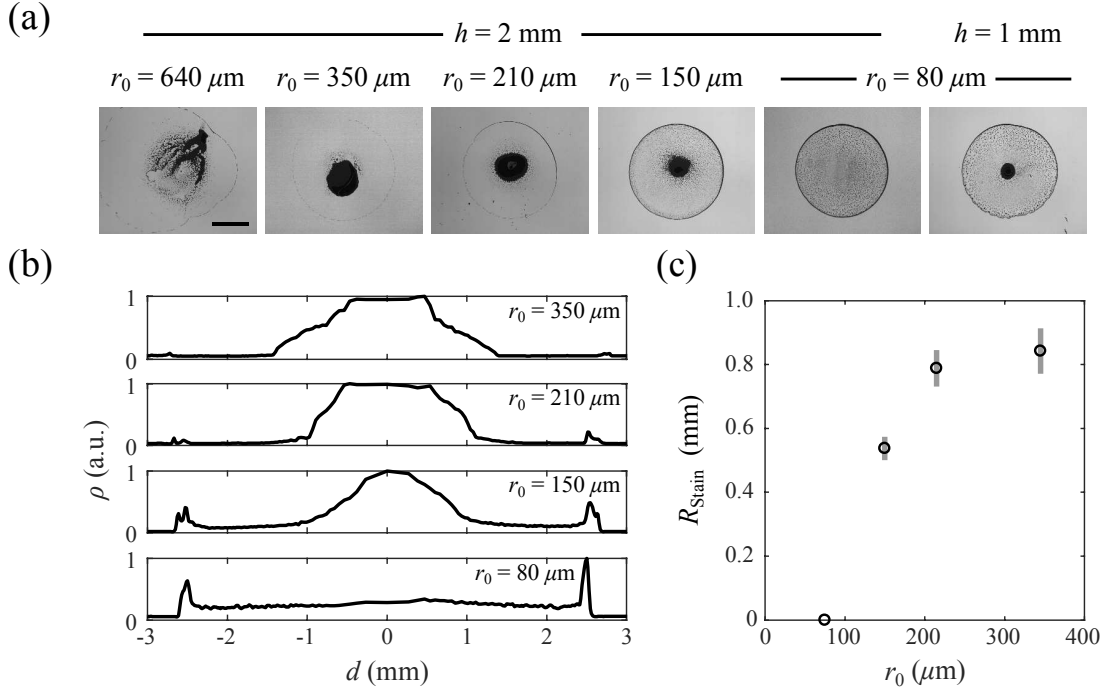 (a)
h = 2 mm
h = 1 mm
r₀ = 640 μm
r₀ = 350 μm
r₀ = 210 μm
r₀ = 150 μm
r₀ = 80 μm
(b)
1
r₀ = 350 μm
0
1
r₀ = 210 μm
0
1
r₀ = 150 μm
0
1
r₀ = 80 μm
0
-3
-2
-1
0
1
2
3
ρ (a.u.)
d (mm)
(c)
1.0
0.8
0.6
0.4
0.2
0
0
100
200
300
400
R_Stain (mm)
r₀ (μm)